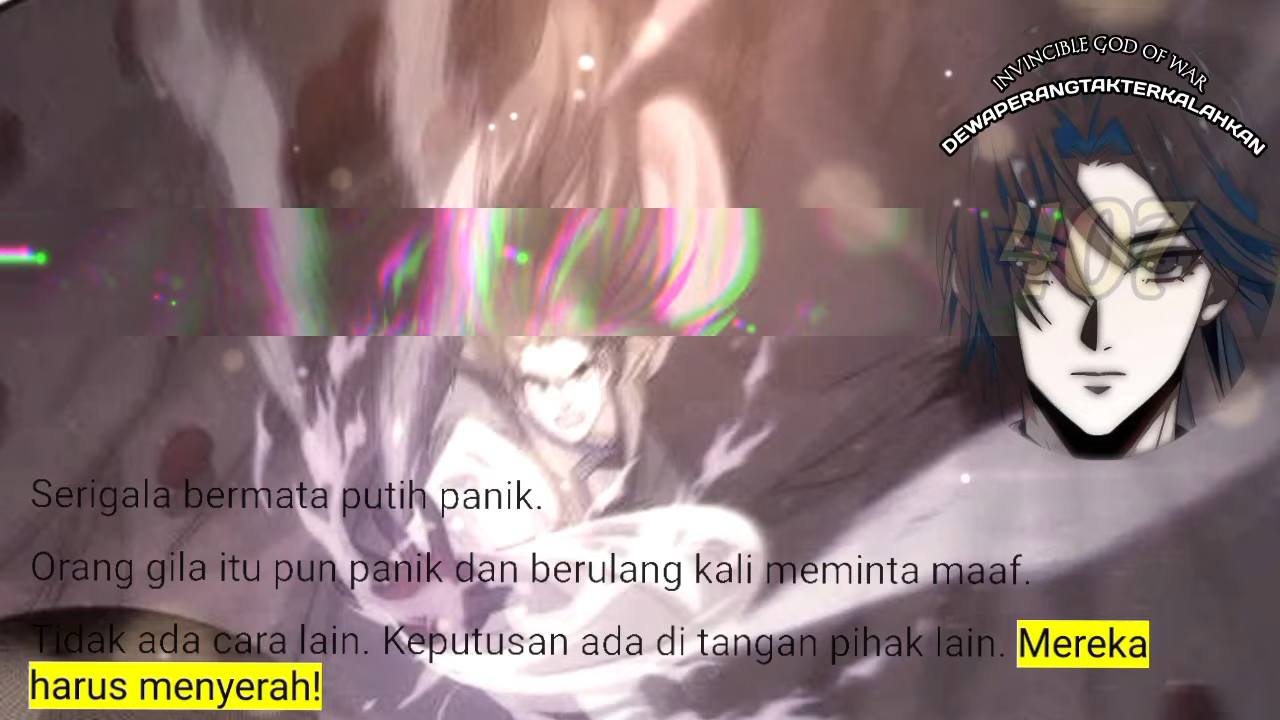 INVINCIBLE GOD OF WAR
DEWAPERANGTAKTERKALAHKAN
407
Serigala bermata putih panik.
Orang gila itu pun panik dan berulang kali meminta maaf.
Tidak ada cara lain. Keputusan ada di tangan pihak lain. Mereka
harus menyerah!